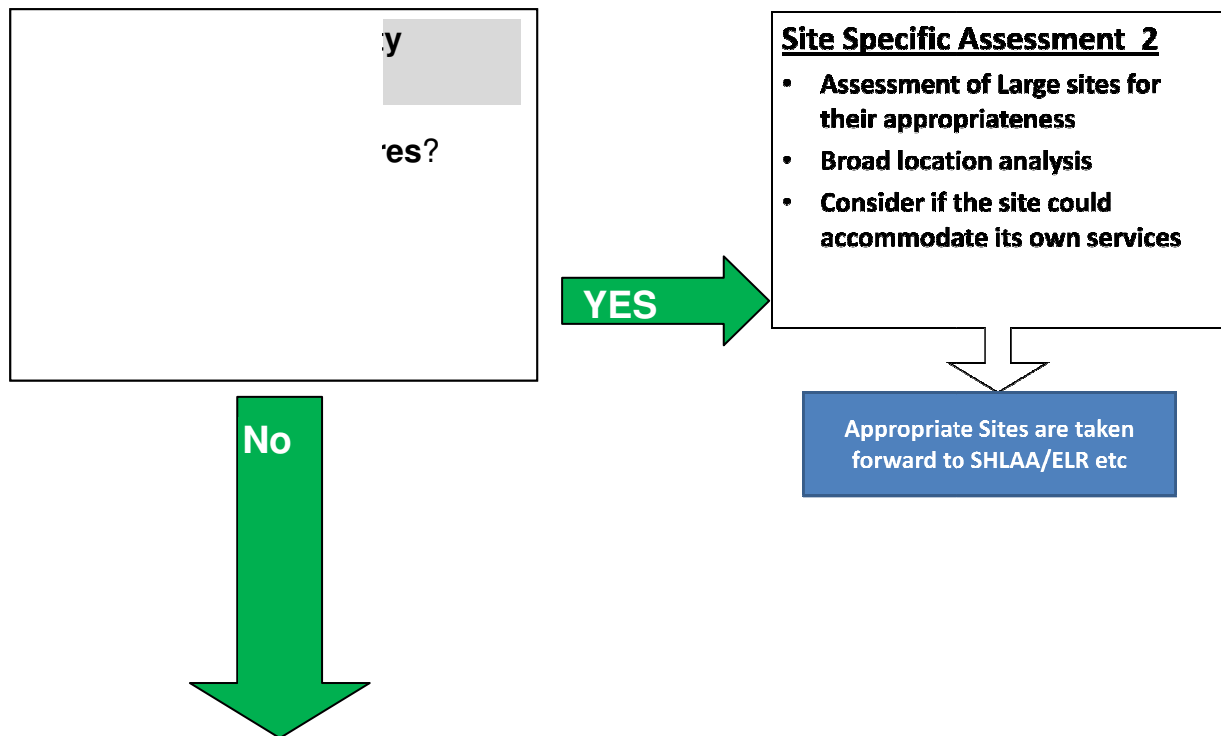 ty
res?
YES
No
Site Specific Assessment 2
• Assessment of Large sites for
their appropriateness
• Broad location analysis
• Consider if the site could
accommodate its own services
Appropriate Sites are taken
forward to SHLAA/ELR etc